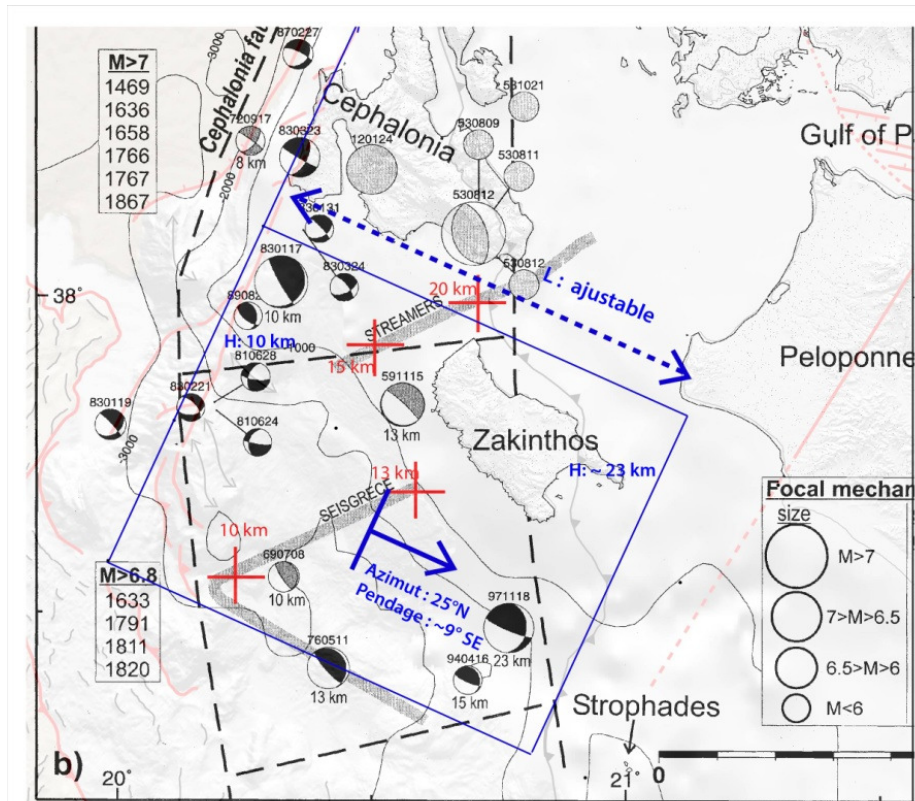 M>7
1469
1636
1658
1766
1767
1867
3000
Cephalonia fau
870227
2000
720917
8 km
830323
Cephalonia
120124
531021
530809
530811
530812
Gulf of P
830131
830117
10 km
830324
530812
38°
20 km
L : ajustable
STREAMERS
H: 10 km
1000
15 km
810628
591115
13 km
Peloponne
830119
830221
810624
3000
Zakinthos
H: ~ 23 km
13 km
SEISGRECE
10 km
690708
10 km
Azimut : 25°N
Pendage : ~9° SE
M>6.8
1633
1791
1811
1820
760511
13 km
971118
23 km
940416
15 km
Focal mechan
size
M>7
7>M>6.5
6.5>M>6
M<6
Strophades
b)
20°
21°
0